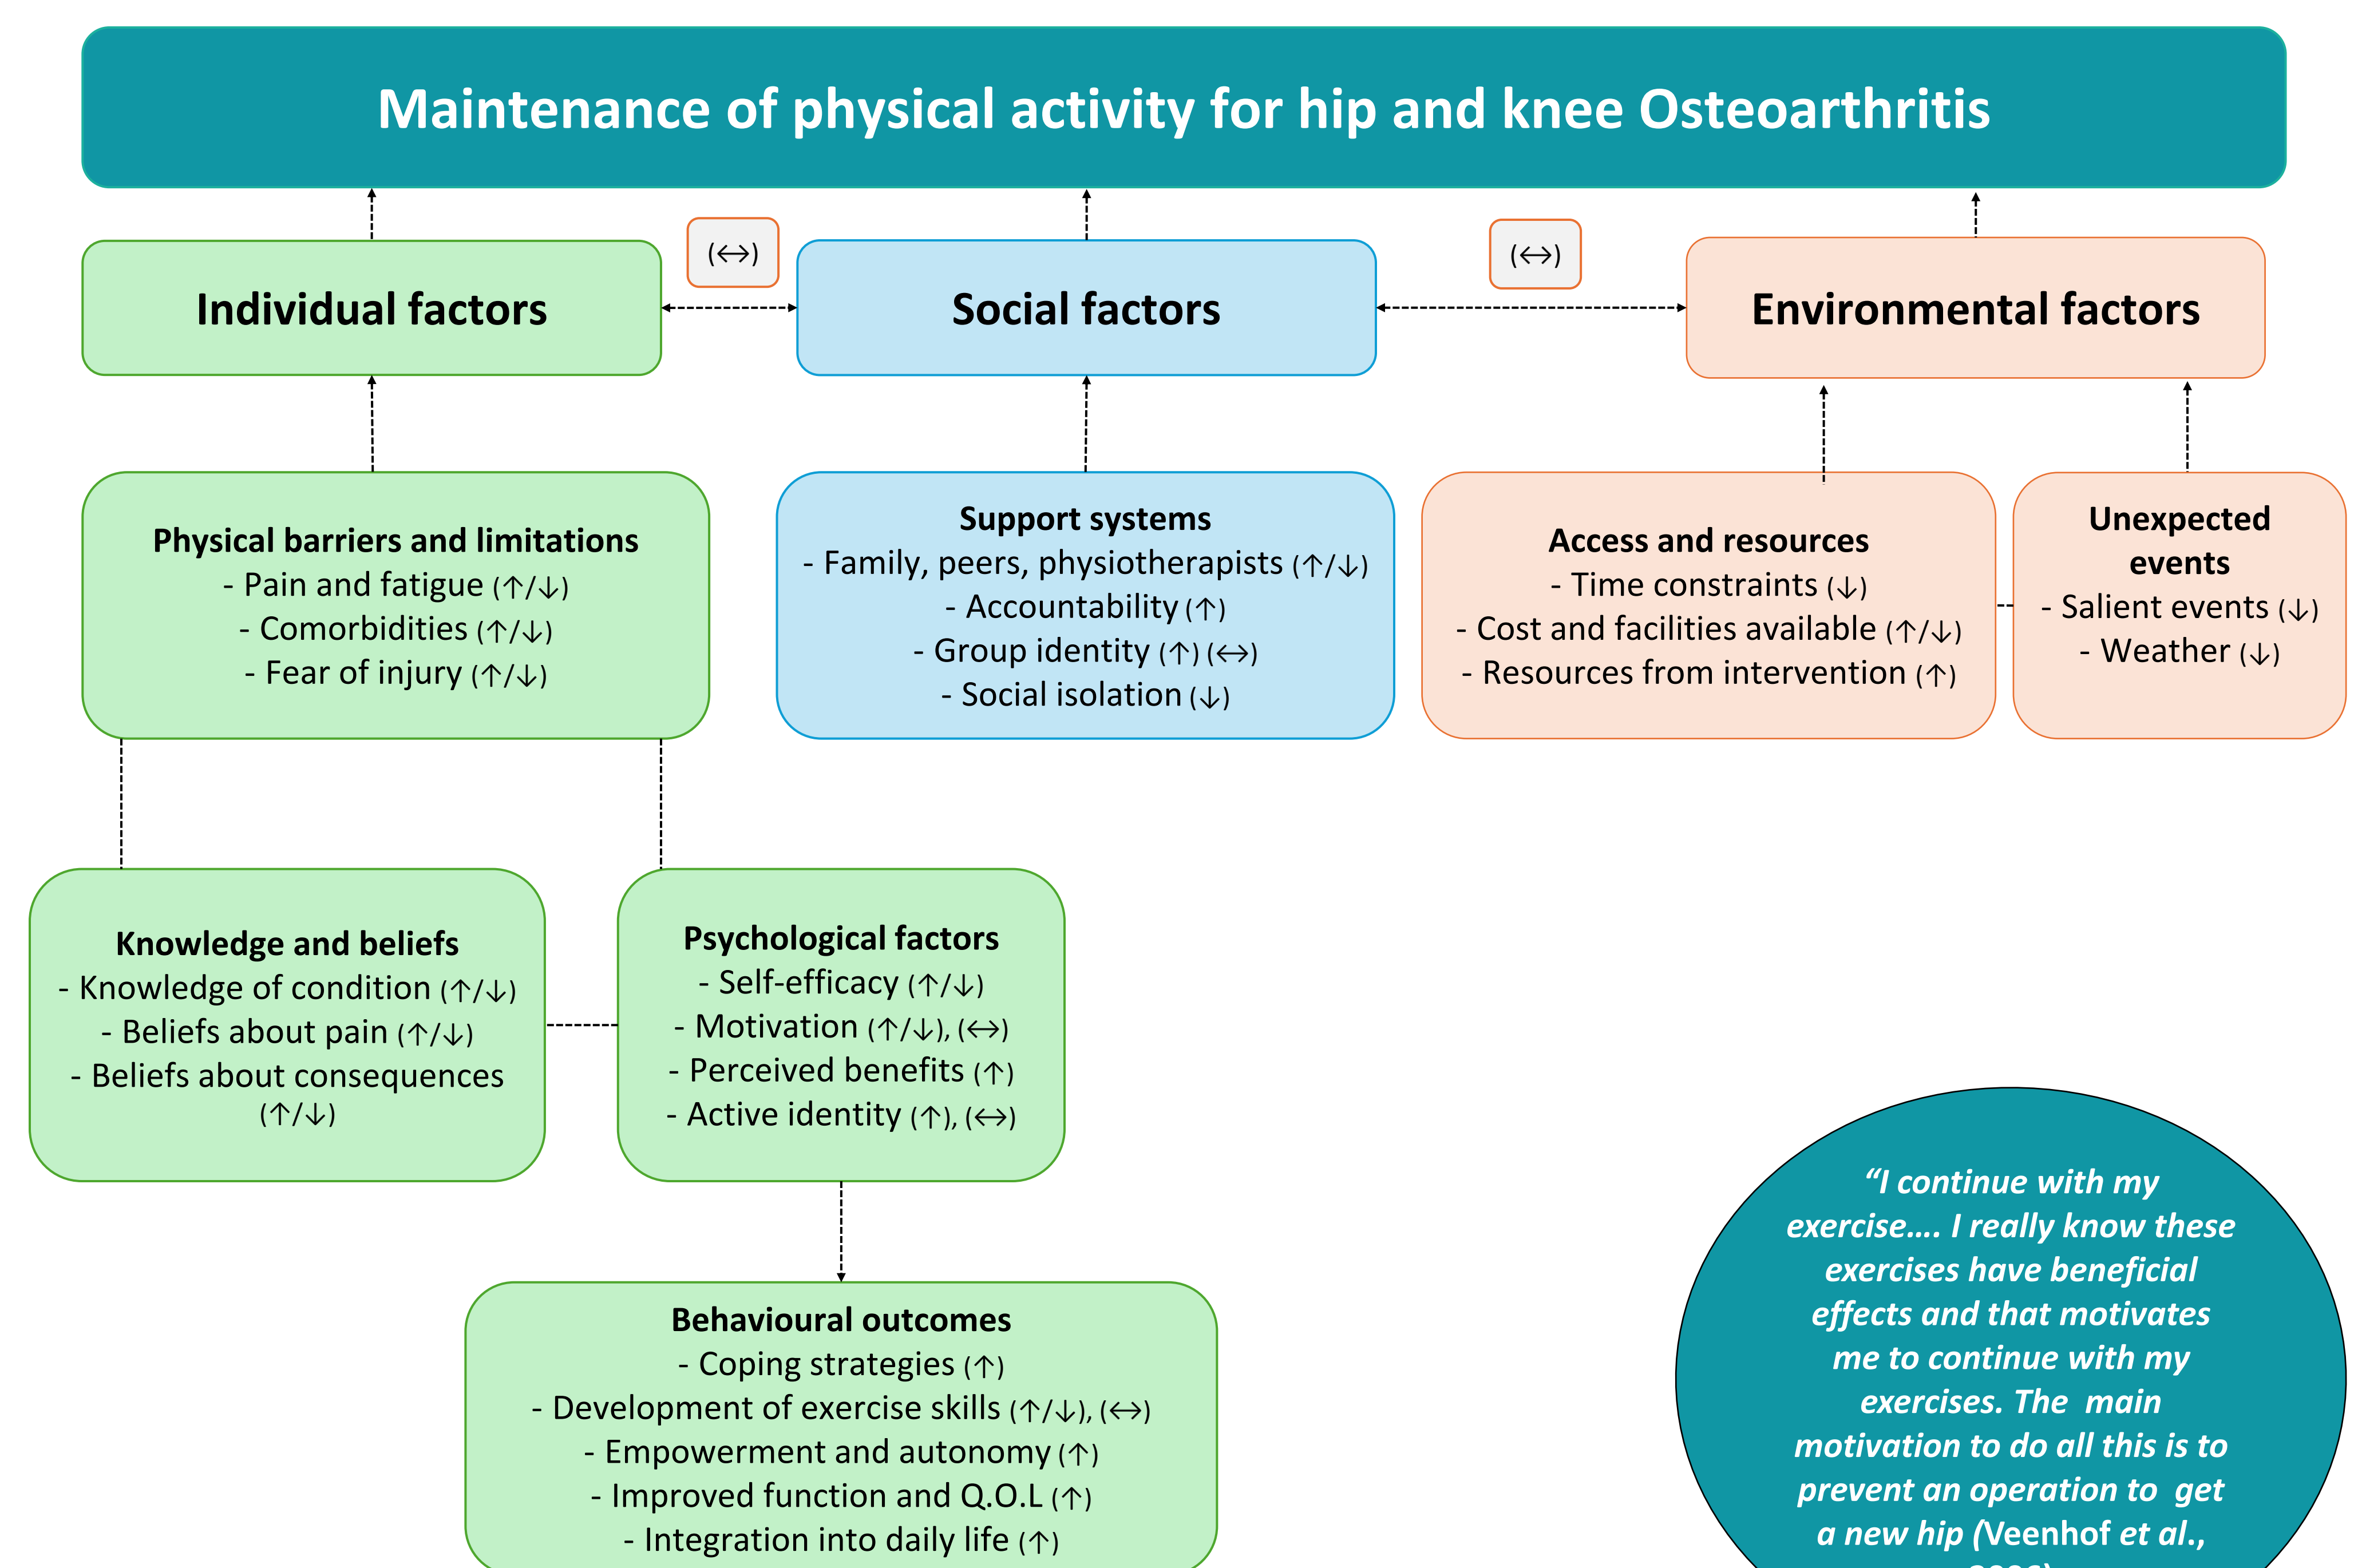 Maintenance of physical activity for hip and knee Osteoarthritis
(↔)
(↔)
Individual factors
Social factors
Environmental factors
Physical barriers and limitations
- Pain and fatigue (↑/↓)
- Comorbidities (↑/↓)
- Fear of injury (↑/↓)
Support systems
- Family, peers, physiotherapists (↑/↓)
- Accountability (↑)
- Group identity (↑) (↔)
- Social isolation (↓)
Access and resources
- Time constraints (↓)
- Cost and facilities available (↑/↓)
- Resources from intervention (↑)
Unexpected
events
- Salient events (↓)
- Weather (↓)
Knowledge and beliefs
- Knowledge of condition (↑/↓)
- Beliefs about pain (↑/↓)
- Beliefs about consequences
(↑/↓)
Psychological factors
- Self-efficacy (↑/↓)
- Motivation (↑/↓), (↔)
- Perceived benefits (↑)
- Active identity (↑), (↔)
Behavioural outcomes
- Coping strategies (↑)
- Development of exercise skills (↑/↓), (↔)
- Empowerment and autonomy (↑)
- Improved function and Q.O.L (↑)
- Integration into daily life (↑)
“I continue with my
exercise.... I really know these
exercises have beneficial
effects and that motivates
me to continue with my
exercises. The  main
motivation to do all this is to
prevent an operation to  get
a new hip (Veenhof et al.,